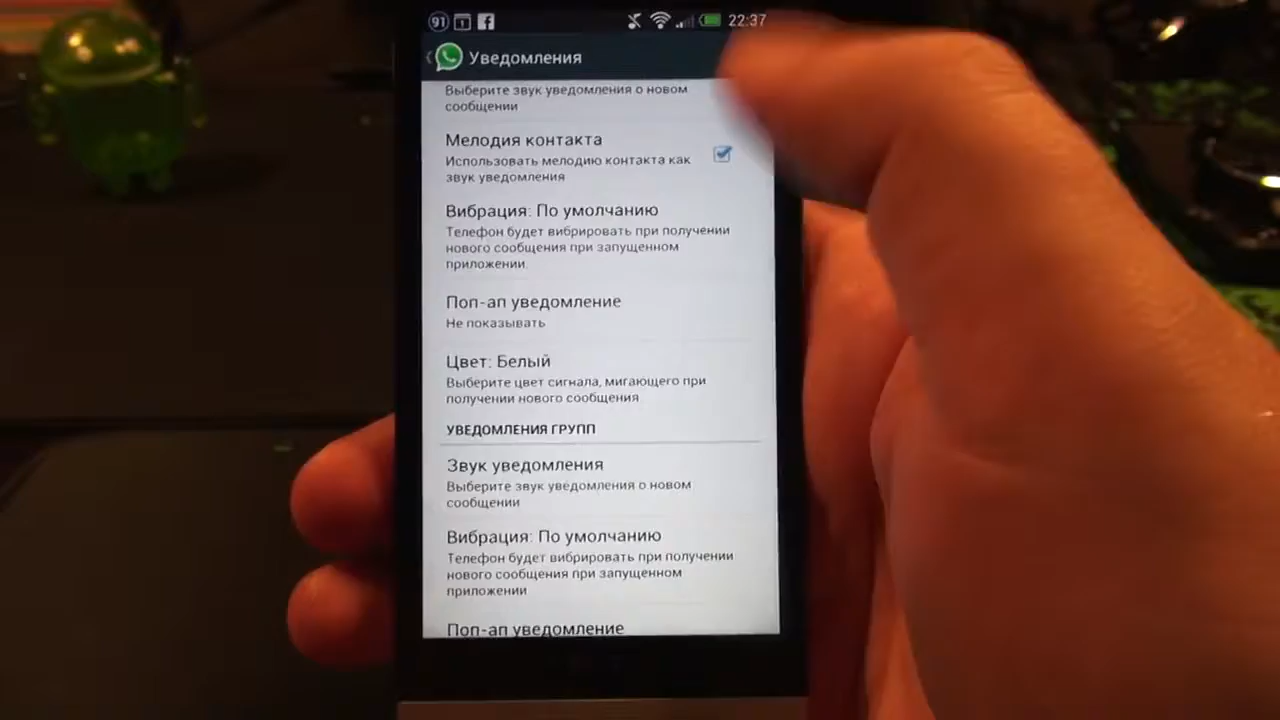 91 1 22:37
Уведомления
Выберите звук уведомления о новом
сообщении
Мелодия контакта
Использовать мелодию контакта как
звук уведомления
Вибрация: По умолчанию
Телефон будет вибрировать при получении
нового сообщения при запущенном
приложении.
Поп-ап уведомление
Не показывать
Цвет: Белый
Выберите цвет сигнала, мигающего при
получении нового сообщения
УВЕДОМЛЕНИЯ ГРУПП
Звук уведомления
Выберите звук уведомления о новом
сообщении
Вибрация: По умолчанию
Телефон будет вибрировать при получении
нового сообщения при запущенном
приложении
Поп-ап уведомление